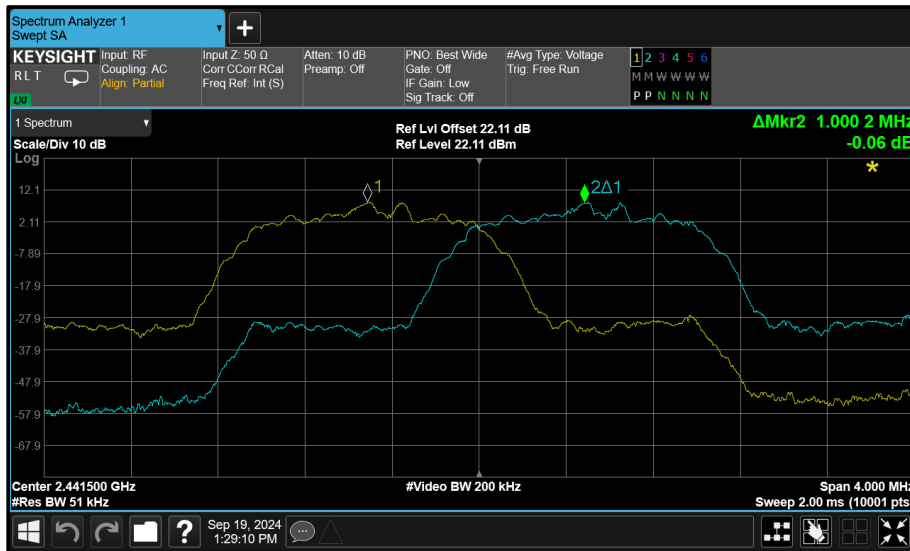 Spectrum Analyzer 1
Swept SA
+
KEYSIGHT
RLT
LXI
Input: RF
Coupling: AC
Align: Partial
Input Z: 50 Ω
Corr CCorr RCal
Freq Ref: Int (S)
Atten: 10 dB
Preamp: Off
PNO: Best Wide
Gate: Off
IF Gain: Low
Sig Track: Off
#Avg Type: Voltage
Trig: Free Run
1 2 3 4 5 6
M M W W W W
P P N N N N
1 Spectrum
Scale/Div 10 dB
Ref Lvl Offset 22.11 dB
Ref Level 22.11 dBm
ΔMkr2 1.000 2 MHz
-0.06 dB
Log
*
12.1
2.11
-7.89
-17.9
-27.9
-37.9
-47.9
-57.9
-67.9
1
2Δ1
Center 2.441500 GHz
#Res BW 51 kHz
#Video BW 200 kHz
Span 4.000 MHz
Sweep 2.00 ms (10001 pts
?
Sep 19, 2024
1:29:10 PM